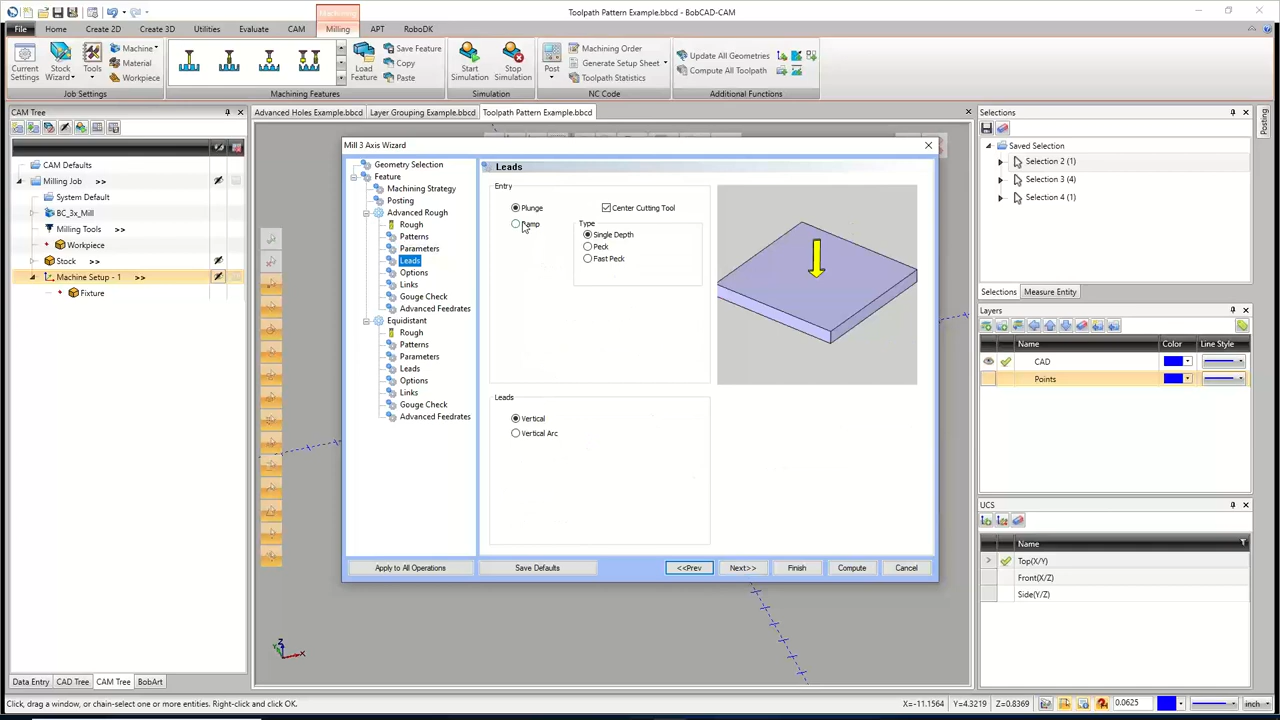 Toolpath Pattern Example.bbcd - BobCAD-CAM
Machining
File Home Create 2D Create 3D Utilities Evaluate CAM Milling APT RoboDK
Current Settings
Stock Wizard
Tools
Machine
Material
Workpiece
Job Settings
Machining Features
Load Feature
Save Feature
Copy
Paste
Start Simulation
Stop Simulation
Simulation
Post
Machining Order
Generate Setup Sheet
Toolpath Statistics
NC Code
Update All Geometries
Compute All Toolpath
Additional Functions
CAM Tree
CAM Defaults
Milling Job >>
System Default
BC_3x_Mill
Milling Tools >>
Workpiece
Stock >>
Machine Setup - 1 >>
Fixture
Data Entry CAD Tree CAM Tree BobArt
Advanced Holes Example.bbcd Layer Grouping Example.bbcd Toolpath Pattern Example.bbcd
Mill 3 Axis Wizard
Geometry Selection
Feature
Machining Strategy
Posting
Advanced Rough
Rough
Patterns
Parameters
Leads
Options
Links
Gouge Check
Advanced Feedrates
Equidistant
Rough
Patterns
Parameters
Leads
Options
Links
Gouge Check
Advanced Feedrates
Leads
Entry
Plunge
Ramp
Center Cutting Tool
Type
Single Depth
Peck
Fast Peck
Leads
Vertical
Vertical Arc
Apply to All Operations Save Defaults <<Prev Next>> Finish Compute Cancel
Z
X
Selections
Saved Selection
Selection 2 (1)
Selection 3 (4)
Selection 4 (1)
Selections Measure Entity
Layers
Name Color Line Style
CAD
Points
UCS
Name
Top(X/Y)
Front(X/Z)
Side(Y/Z)
Posting
Click, drag a window, or chain-select one or more entities. Right-click and click OK.
X=-11.1564 Y=4.3219 Z=0.8369 0.0625 inch